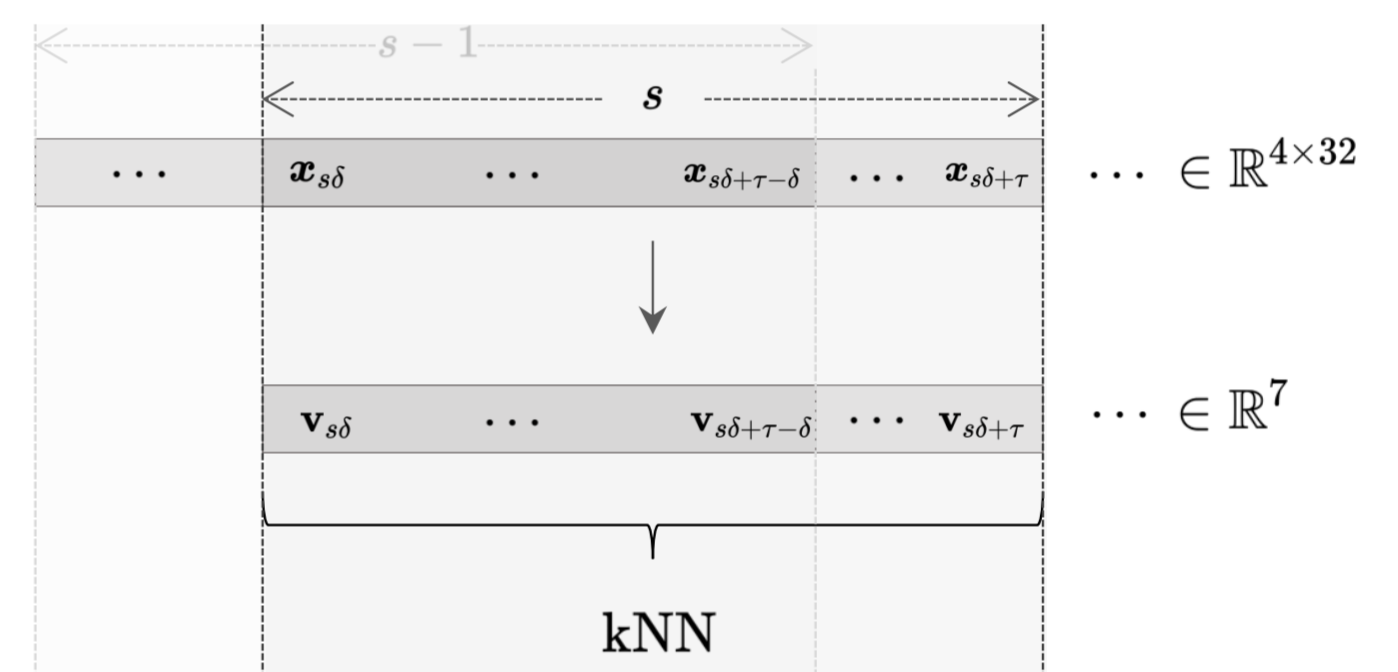 s − 1
s
⋯ 𝒙_{sδ} ⋯ 𝒙_{sδ+τ−δ} ⋯ 𝒙_{sδ+τ} ⋯ ∈ ℝ^{4×32}
𝐯_{sδ} ⋯ 𝐯_{sδ+τ−δ} ⋯ 𝐯_{sδ+τ} ⋯ ∈ ℝ^7
kNN